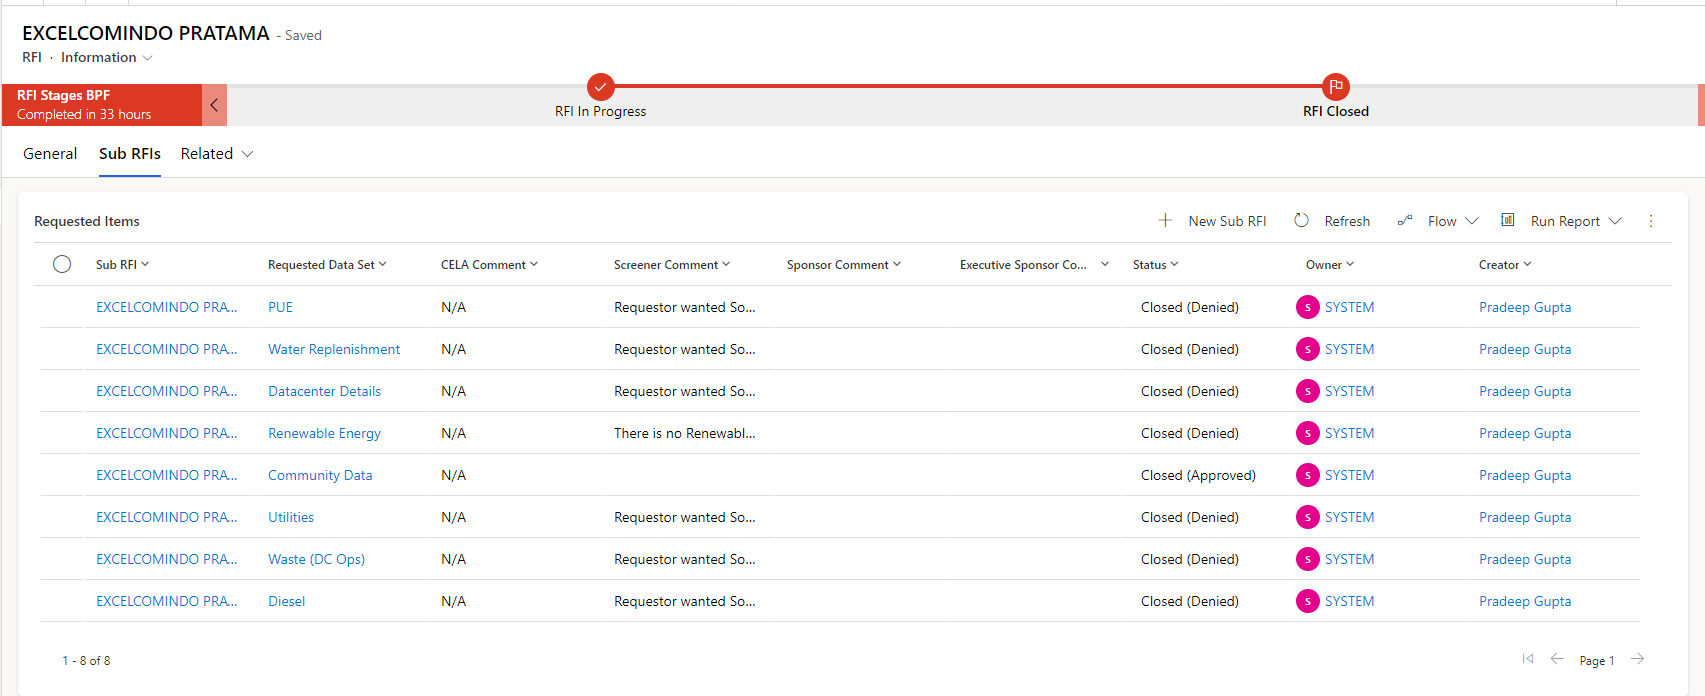 EXCELCOMINDO PRATAMA - Saved
RFI · Information
RFI Stages BPF
Completed in 33 hours
RFI In Progress
RFI Closed
General Sub RFIs Related
Requested Items
New Sub RFI Refresh Flow Run Report
Sub RFI Requested Data Set CELA Comment Screener Comment Sponsor Comment Executive Sponsor Co... Status Owner Creator
EXCELCOMINDO PRA... PUE N/A Requestor wanted So... Closed (Denied) S SYSTEM Pradeep Gupta
EXCELCOMINDO PRA... Water Replenishment N/A Requestor wanted So... Closed (Denied) S SYSTEM Pradeep Gupta
EXCELCOMINDO PRA... Datacenter Details N/A Requestor wanted So... Closed (Denied) S SYSTEM Pradeep Gupta
EXCELCOMINDO PRA... Renewable Energy N/A There is no Renewabl... Closed (Denied) S SYSTEM Pradeep Gupta
EXCELCOMINDO PRA... Community Data N/A Closed (Approved) S SYSTEM Pradeep Gupta
EXCELCOMINDO PRA... Utilities N/A Requestor wanted So... Closed (Denied) S SYSTEM Pradeep Gupta
EXCELCOMINDO PRA... Waste (DC Ops) N/A Requestor wanted So... Closed (Denied) S SYSTEM Pradeep Gupta
EXCELCOMINDO PRA... Diesel N/A Requestor wanted So... Closed (Denied) S SYSTEM Pradeep Gupta
1 - 8 of 8 Page 1